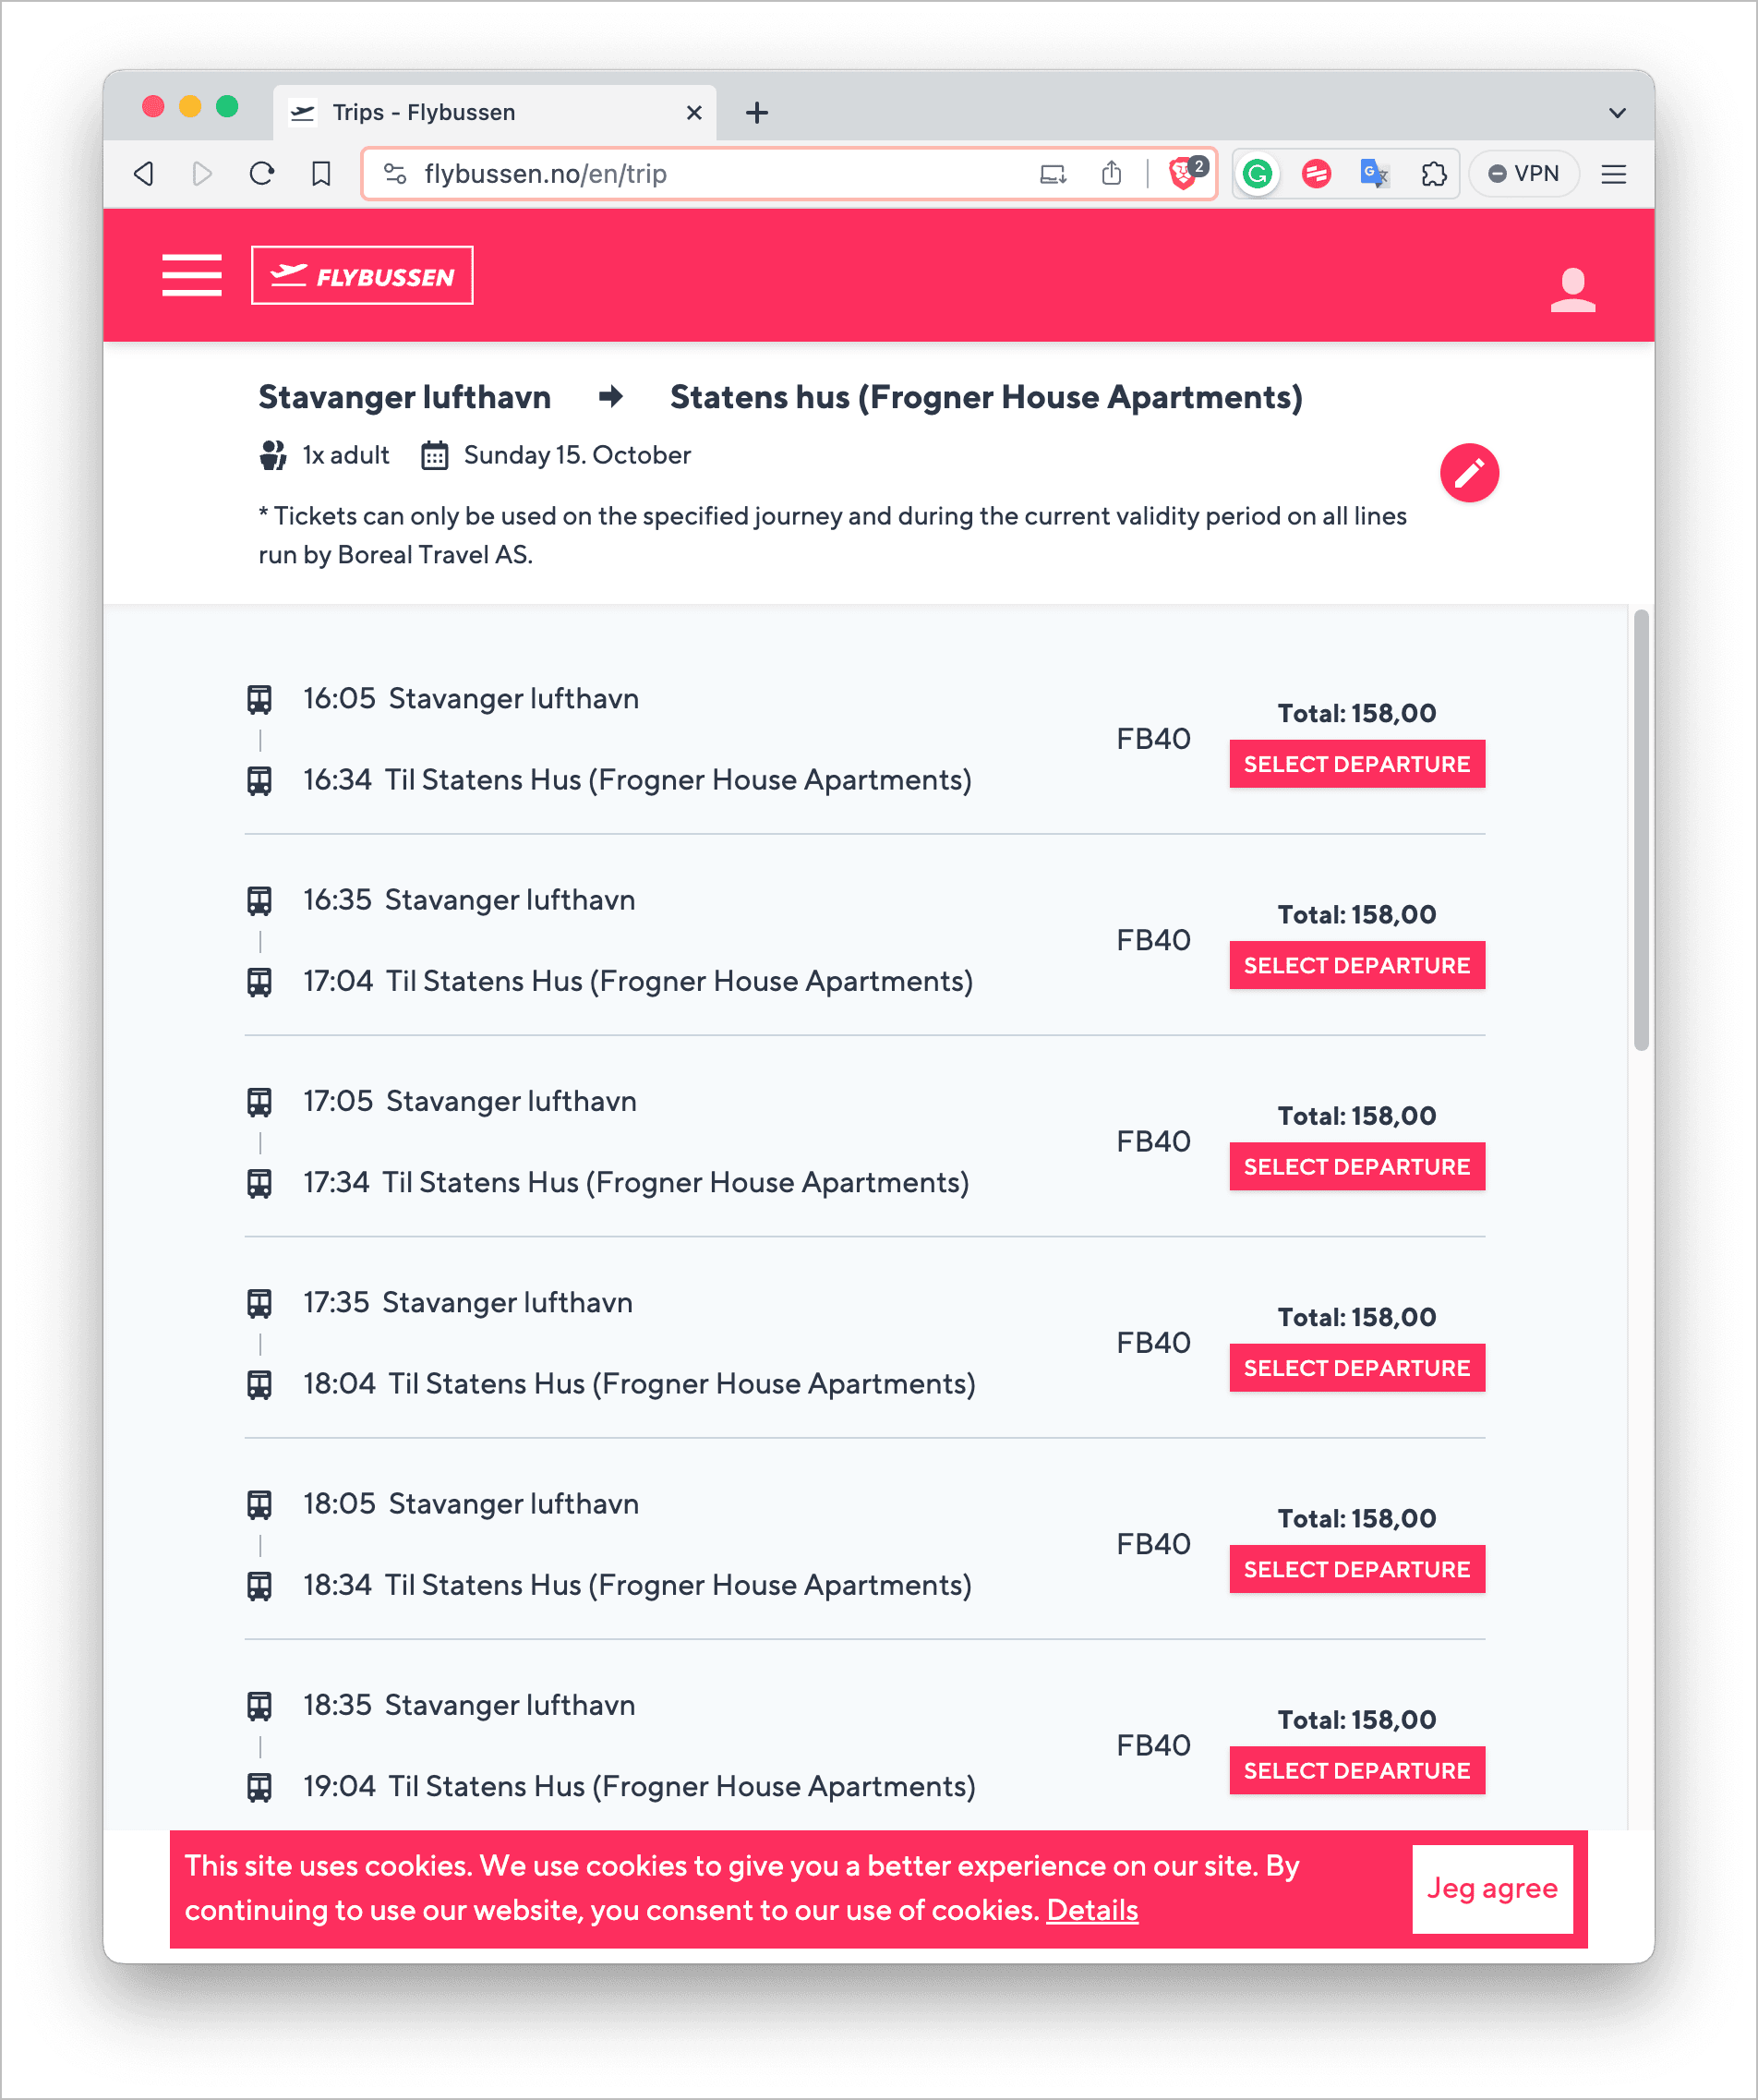 Trips - Flybussen
flybussen.no/en/trip
2
VPN
FLYBUSSEN
Stavanger lufthavn Statens hus (Frogner House Apartments)
1x adult Sunday 15. October
* Tickets can only be used on the specified journey and during the current validity period on all lines
run by Boreal Travel AS.
16:05 Stavanger lufthavn
Total: 158,00
FB40
SELECT DEPARTURE
16:34 Til Statens Hus (Frogner House Apartments)
16:35 Stavanger lufthavn
Total: 158,00
FB40
SELECT DEPARTURE
17:04 Til Statens Hus (Frogner House Apartments)
17:05 Stavanger lufthavn
Total: 158,00
FB40
SELECT DEPARTURE
17:34 Til Statens Hus (Frogner House Apartments)
17:35 Stavanger lufthavn
Total: 158,00
FB40
SELECT DEPARTURE
18:04 Til Statens Hus (Frogner House Apartments)
18:05 Stavanger lufthavn
Total: 158,00
FB40
SELECT DEPARTURE
18:34 Til Statens Hus (Frogner House Apartments)
18:35 Stavanger lufthavn
Total: 158,00
FB40
SELECT DEPARTURE
19:04 Til Statens Hus (Frogner House Apartments)
This site uses cookies. We use cookies to give you a better experience on our site. By
continuing to use our website, you consent to our use of cookies. Details
Jeg agree